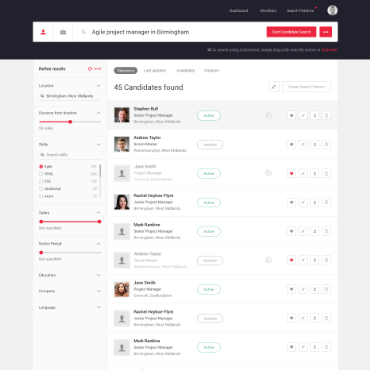 Dashboard
Shortlists
Search Patterns
Agile project manager in Birmingham
Start Candidate Search
Refine results
Relevance
Last updated
Availability
Distance
45 Candidates found
Create Search Pattern
Location
Birmingham, West Midlands
Distance from location
Skills
Search skills
Agile
HTML
CSS
JavaScript
Salary
Not specified
Notice Period
Not specified
Education
Company
Language
Stephen Bull
Senior Project Manager
Birmingham, West Midlands
Active
Andrew Taylor
Scrum Master
Wolverhampton, West Midlands
Inactive
Jane Smith
Project Manager
Cannock, Staffordshire
Active
Rachel Heyhoe-Flynt
Junior Project Manager
Birmingham, West Midlands
Active
Mark Rankine
Senior Project Manager
Birmingham, West Midlands
Active
Andrew Taylor
Scrum Master
Wolverhampton, West Midlands
Inactive
Jane Smith
Project Manager
Cannock, Staffordshire
Active
Rachel Heyhoe-Flynt
Junior Project Manager
Birmingham, West Midlands
Inactive
Mark Rankine
Senior Project Manager
Birmingham, West Midlands
Active